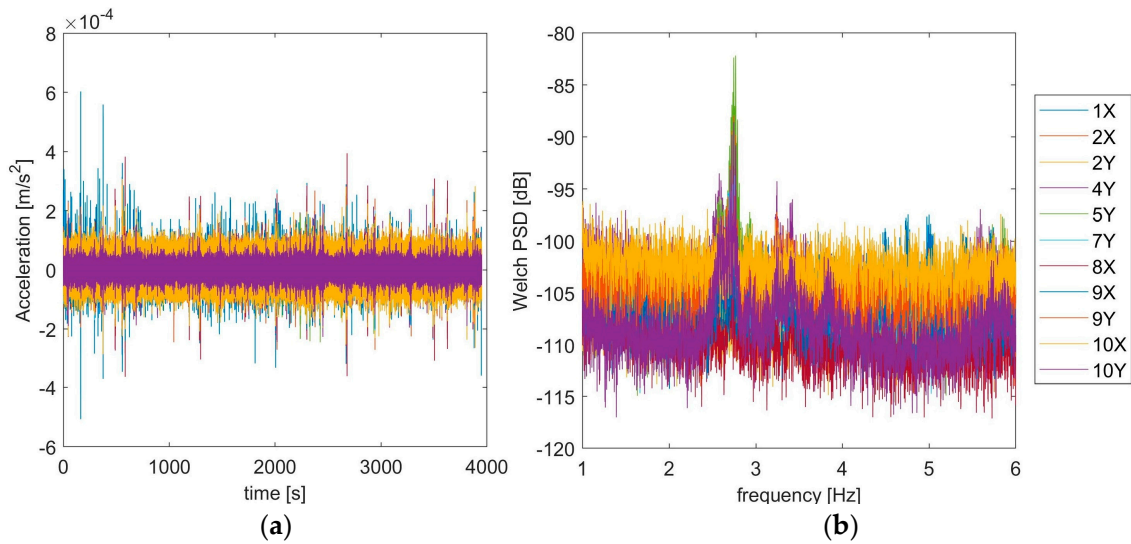 ×10⁻⁴
8
6
4
2
0
-2
-4
-6
0 1000 2000 3000 4000
Acceleration [m/s²]
time [s]
(a)
-80
-85
-90
-95
-100
-105
-110
-115
-120
1 2 3 4 5 6
Welch PSD [dB]
frequency [Hz]
(b)
1X
2X
2Y
4Y
5Y
7Y
8X
9X
9Y
10X
10Y